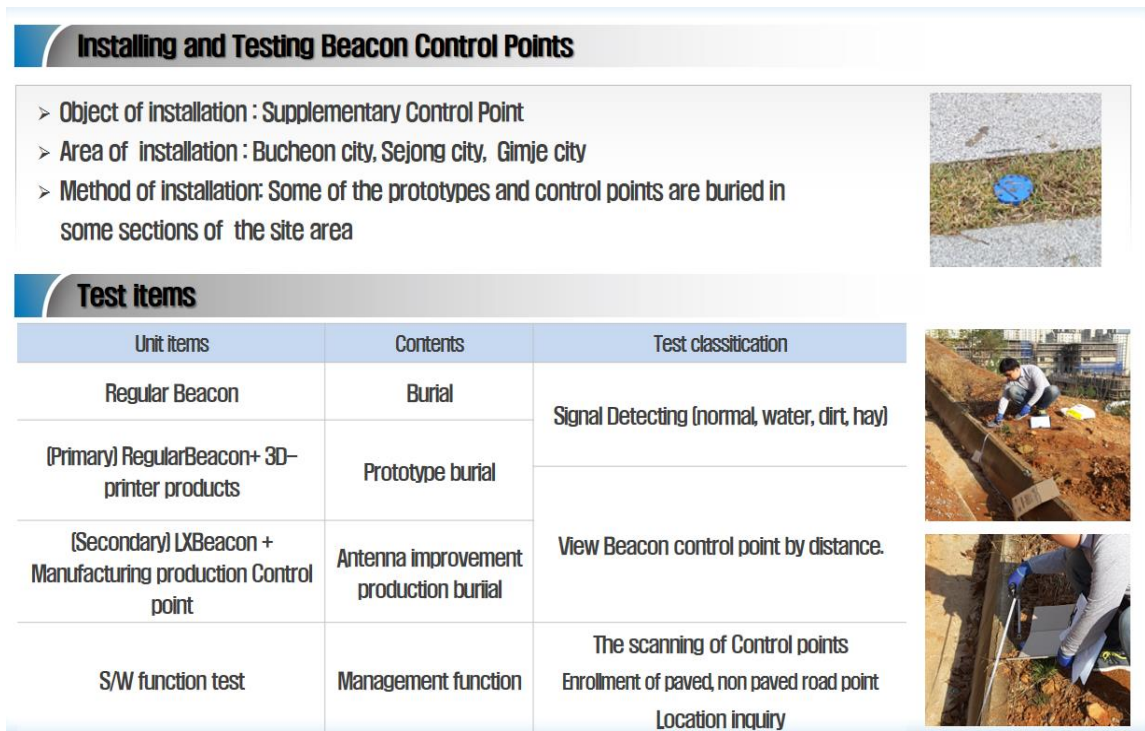 Installing and Testing Beacon Control Points
➢ Object of installation : Supplementary Control Point
➢ Area of installation : Bucheon city, Sejong city, Gimje city
➢ Method of installation: Some of the prototypes and control points are buried in
some sections of the site area
Test items
Unit items
Contents
Test classitication
Regular Beacon
Burial
Signal Detecting (normal, water, dirt, hay)
(Primary) RegularBeacon+ 3D-
printer products
Prototype burial
(Secondary) LXBeacon +
Manufacturing production Control
point
Antenna improvement
production buriial
View Beacon control point by distance.
S/W function test
Management function
The scanning of Control points
Enrollment of paved, non paved road point
Location inquiry